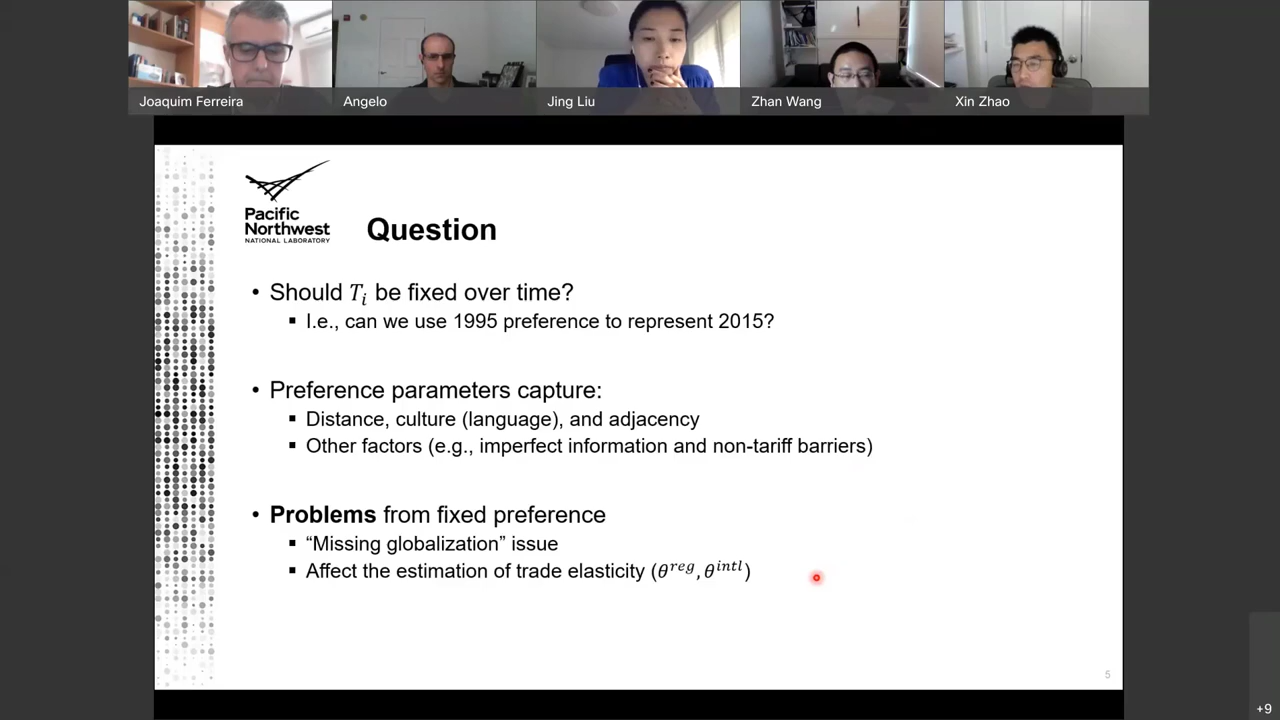 Joaquim Ferreira
Angelo
Jing Liu
Zhan Wang
Xin Zhao
Pacific
Northwest
NATIONAL LABORATORY
Question
• Should Tᵢ be fixed over time?
▪ I.e., can we use 1995 preference to represent 2015?
• Preference parameters capture:
▪ Distance, culture (language), and adjacency
▪ Other factors (e.g., imperfect information and non-tariff barriers)
• Problems from fixed preference
▪ “Missing globalization” issue
▪ Affect the estimation of trade elasticity (θ^reg, θ^intl)
5
+9